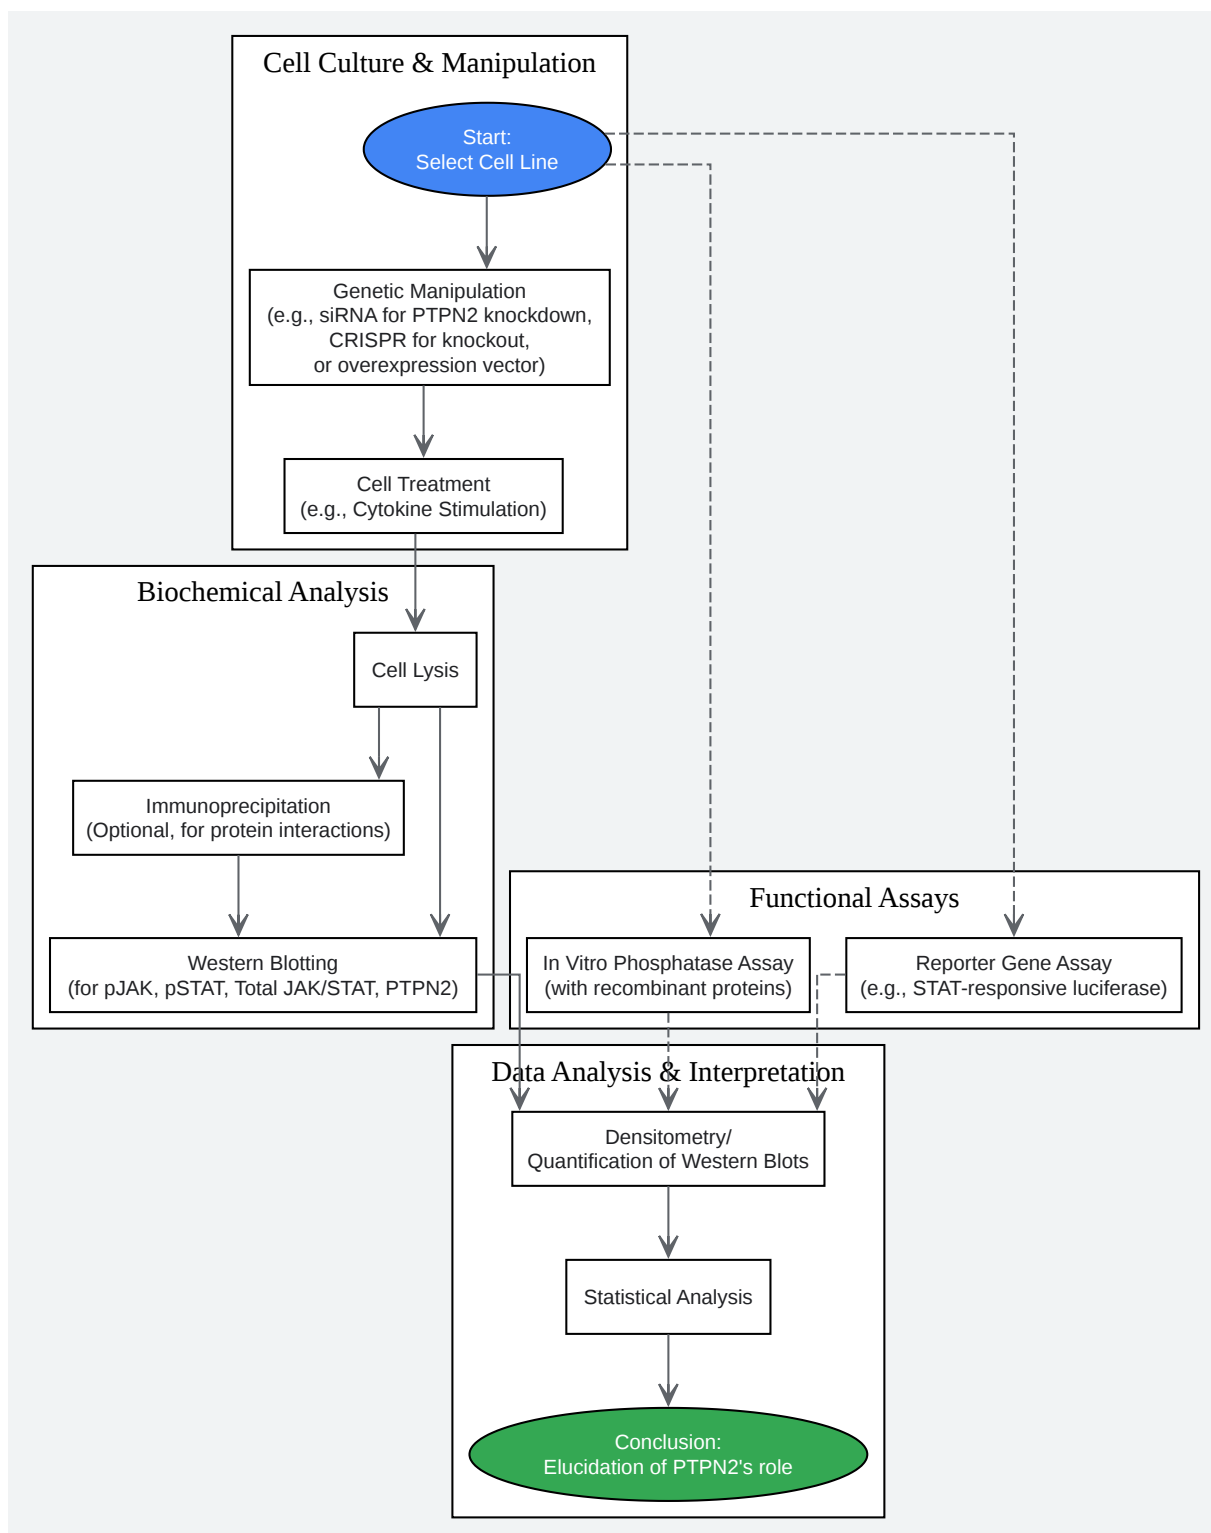 Cell Culture & Manipulation
Start:
Select Cell Line
Genetic Manipulation
(e.g., siRNA for PTPN2 knockdown,
CRISPR for knockout,
or overexpression vector)
Cell Treatment
(e.g., Cytokine Stimulation)
Biochemical Analysis
Cell Lysis
Immunoprecipitation
(Optional, for protein interactions)
Western Blotting
(for pJAK, pSTAT, Total JAK/STAT, PTPN2)
Functional Assays
In Vitro Phosphatase Assay
(with recombinant proteins)
Reporter Gene Assay
(e.g., STAT-responsive luciferase)
Data Analysis & Interpretation
Densitometry/
Quantification of Western Blots
Statistical Analysis
Conclusion:
Elucidation of PTPN2's role